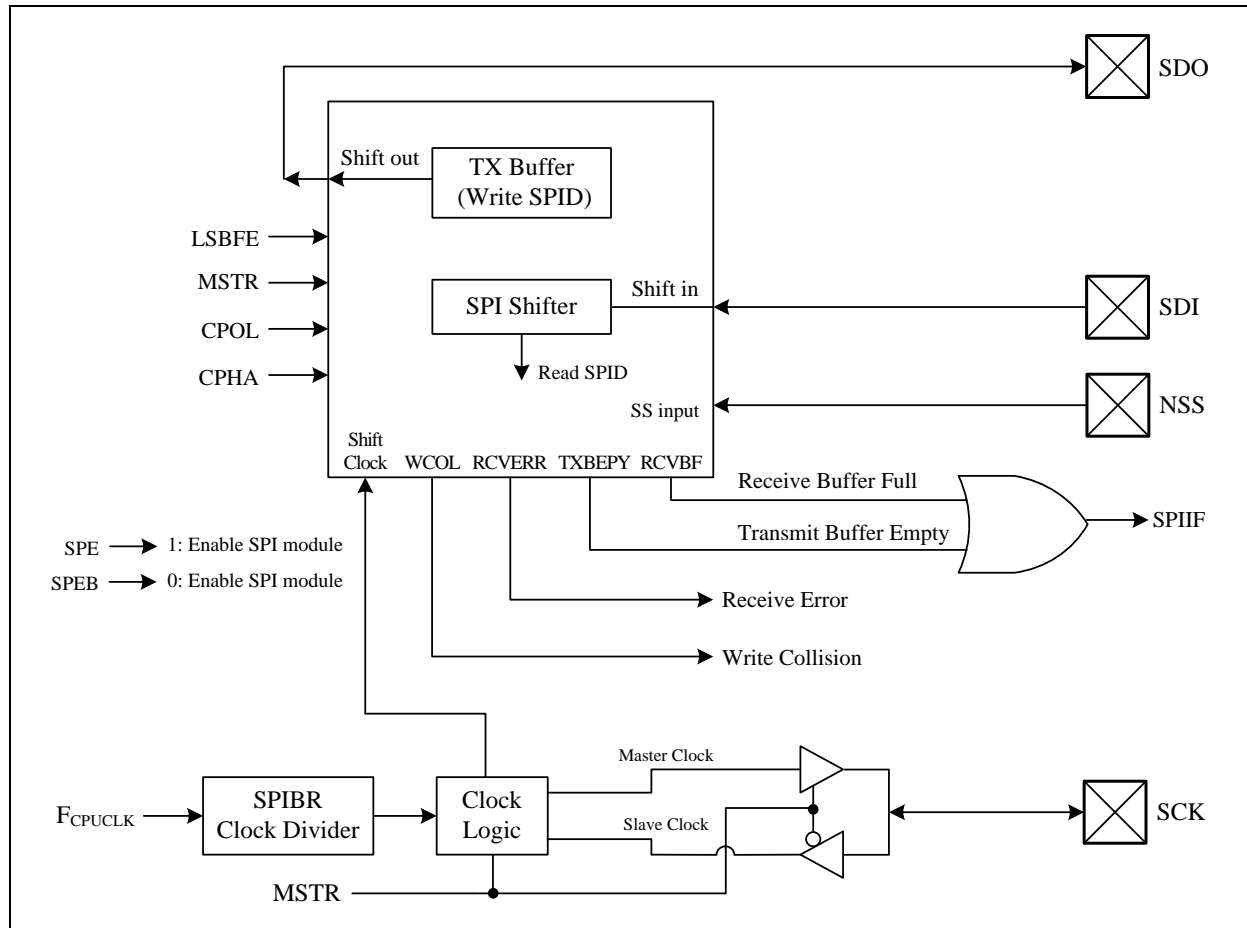 SDO
Shift out
TX Buffer
(Write SPID)
LSBFE
MSTR
CPOL
CPHA
SPI Shifter
Shift in
SDI
Read SPID
SS input
NSS
Shift
Clock
WCOL
RCVERR
TXBEPY
RCVBF
Receive Buffer Full
Transmit Buffer Empty
SPIIF
SPE
1: Enable SPI module
SPEB
0: Enable SPI module
Receive Error
Write Collision
FCPUCLK
SPIBR
Clock Divider
Clock
Logic
Master Clock
Slave Clock
SCK
MSTR